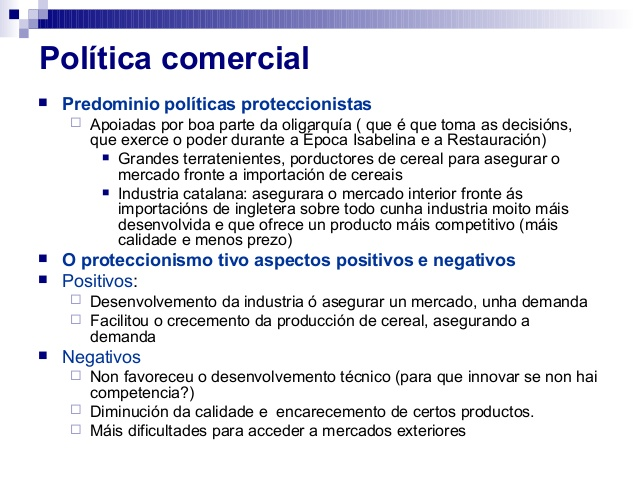 Política comercial
Predominio políticas proteccionistas
Apoiadas por boa parte da oligarquía ( que é que toma as decisións,
que exerce o poder durante a Época Isabelina e a Restauración)
Grandes terratenientes, porductores de cereal para asegurar o
mercado fronte a importación de cereais
Industria catalana: asegurara o mercado interior fronte ás
importacións de ingletera sobre todo cunha industria moito máis
desenvolvida e que ofrece un producto máis competitivo (máis
calidade e menos prezo)
O proteccionismo tivo aspectos positivos e negativos
Positivos:
Desenvolvemento da industria ó asegurar un mercado, unha demanda
Facilitou o crecemento da producción de cereal, asegurando a
demanda
Negativos
Non favoreceu o desenvolvemento técnico (para que innovar se non hai
competencia?)
Diminución da calidade e encarecemento de certos productos.
Máis dificultades para acceder a mercados exteriores